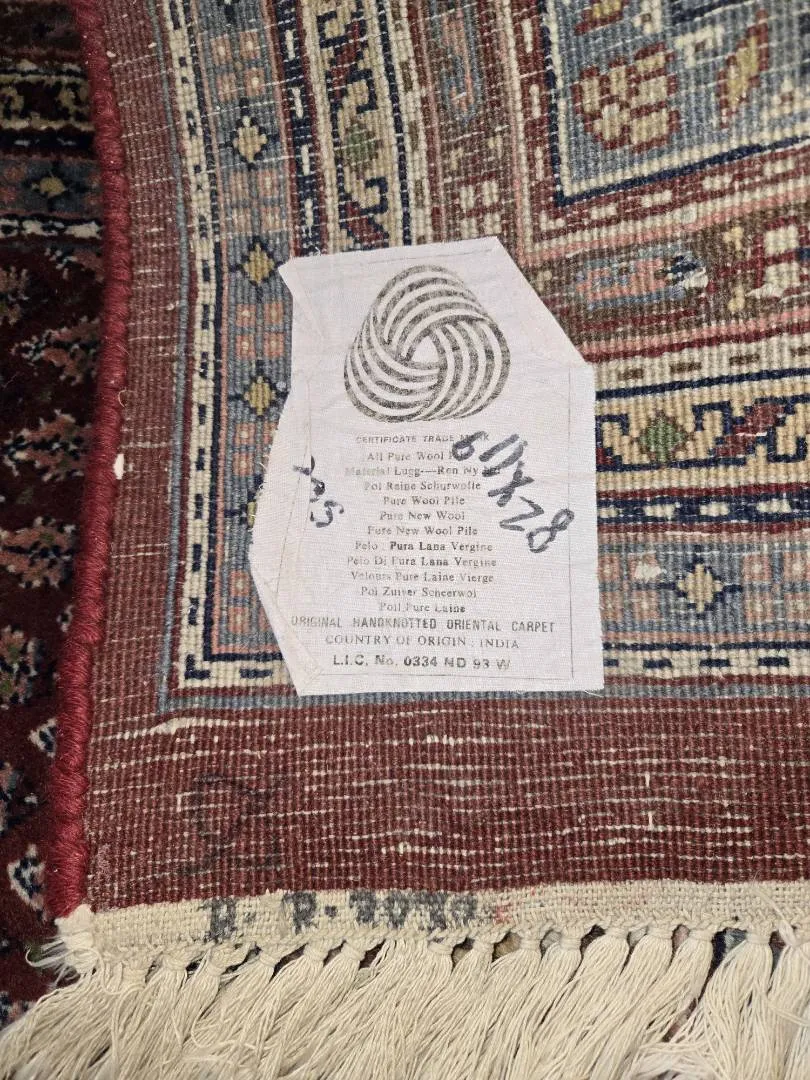 CERTIFICATE TRADE MARK
All Pure Wool
Material Lugg----Ren Ny
Pol Reine Schurwolle
Pure Wool Pile
Pure New Wool
Pure New Wool Pile
Pelo : Pura Lana Vergine
Pelo Di Pura Lana Vergine
Velours Pure Laine Vierge
Pol Zuiver Scheerwol
Poil Pure Laine
ORIGINAL HANDKNOTTED ORIENTAL CARPET
COUNTRY OF ORIGIN : INDIA
L.I.C. No. 0334 ND 93 W